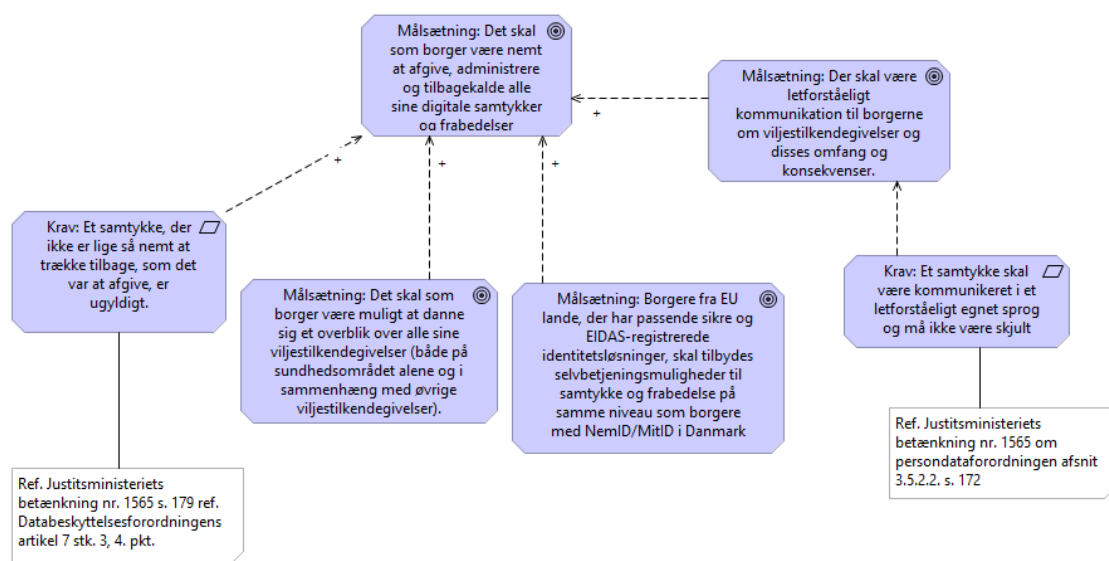 Målsætning: Det skal
som borger være nemt
at afgive, administrere
og tilbagekalde alle
sine digitale samtykker
og frabedelser
Målsætning: Der skal være
letforståeligt
kommunikation til borgerne
om viljestilkendegivelser og
disses omfang og
konsekvenser.
+
+
+
+
Krav: Et samtykke, der
ikke er lige så nemt at
trække tilbage, som det
var at afgive, er
ugyldigt.
Målsætning: Det skal som
borger være muligt at danne
sig et overblik over alle sine
viljestilkendegivelser (både på
sundhedsområdet alene og i
sammenhæng med øvrige
viljestilkendegivelser).
Målsætning: Borgere fra EU
lande, der har passende sikre og
EIDAS-registrerede
identitetsløsninger, skal tilbydes
selvbetjeningsmuligheder til
samtykke og frabedelse på
samme niveau som borgere
med NemID/MitID i Danmark
Krav: Et samtykke skal
være kommunikeret i et
letforståeligt egnet sprog
og må ikke være skjult
Ref. Justitsministeriets
betænkning nr. 1565 s. 179 ref.
Databeskyttelsesforordningens
artikel 7 stk. 3, 4. pkt.
Ref. Justitsministeriets
betænkning nr. 1565 om
persondataforordningen afsnit
3.5.2.2. s. 172